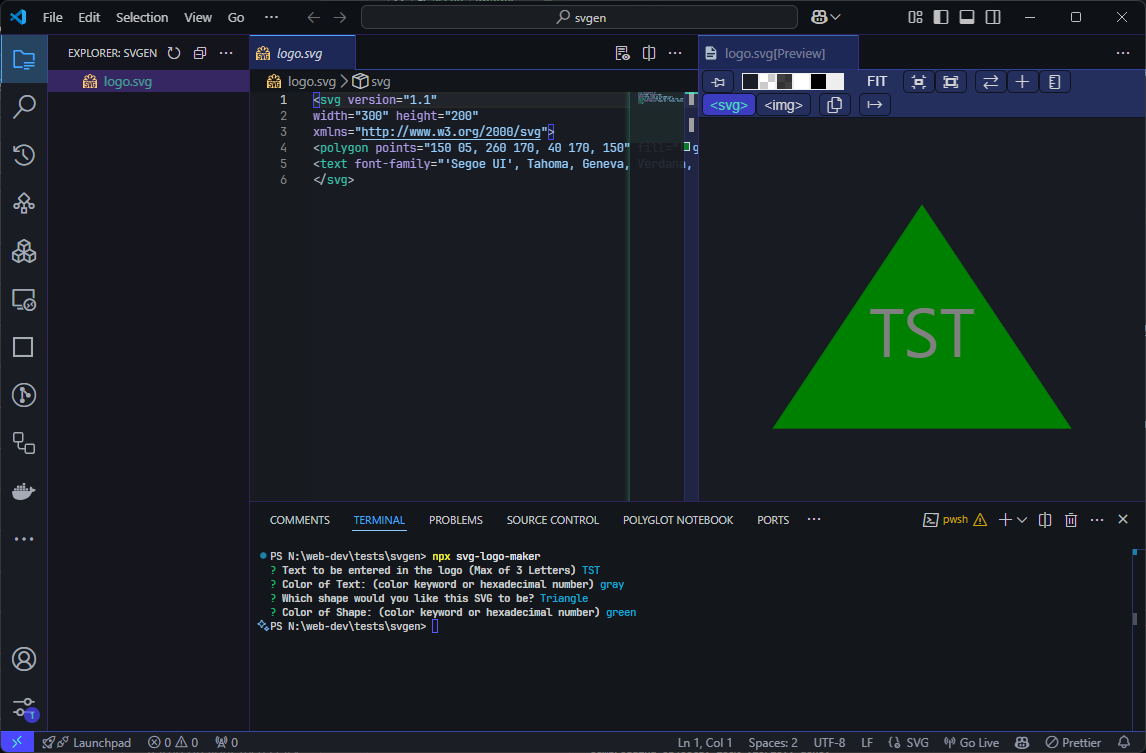 File Edit Selection View Go ··· svgen
EXPLORER: SVGEN
logo.svg
logo.svg
logo.svg > svg
1 <svg version="1.1"
2 width="300" height="200"
3 xmlns="http://www.w3.org/2000/svg">
4 <polygon points="150 05, 260 170, 40 170, 150" fill=" g
5 <text font-family="'Segoe UI', Tahoma, Geneva, Verdana,
6 </svg>
logo.svg[Preview]
FIT
<svg> <img>
TST
COMMENTS TERMINAL PROBLEMS SOURCE CONTROL POLYGLOT NOTEBOOK PORTS ··· pwsh
PS N:\web-dev\tests\svgen> npx svg-logo-maker
? Text to be entered in the logo (Max of 3 Letters) TST
? Color of Text: (color keyword or hexadecimal number) gray
? Which shape would you like this SVG to be? Triangle
? Color of Shape: (color keyword or hexadecimal number) green
PS N:\web-dev\tests\svgen>
T
Launchpad 0 0 0 Ln 1, Col 1 Spaces: 2 UTF-8 LF SVG Go Live Prettier